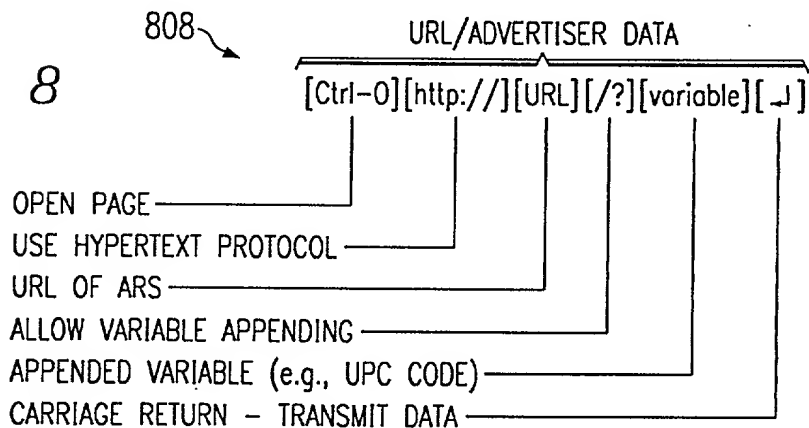 808
URL/ADVERTISER DATA
8
[Ctrl-O][http://][URL][/?][variable][↵]
OPEN PAGE
USE HYPERTEXT PROTOCOL
URL OF ARS
ALLOW VARIABLE APPENDING
APPENDED VARIABLE (e.g., UPC CODE)
CARRIAGE RETURN - TRANSMIT DATA